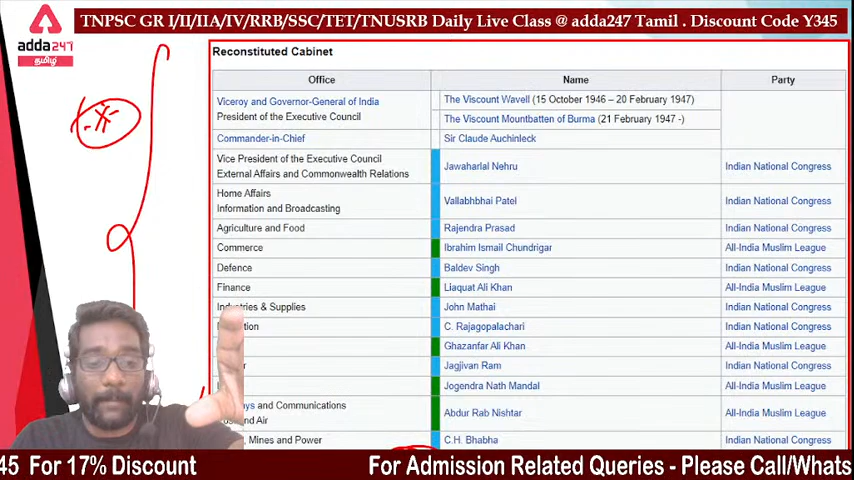 TNPSC GR I/II/IIA/IV/RRB/SSC/TET/TNUSRB Daily Live Class @ adda247 Tamil . Discount Code Y345
adda247
தமிழ்
Reconstituted Cabinet
Office Name Party
Viceroy and Governor-General of India
President of the Executive Council
The Viscount Wavell (15 October 1946 – 20 February 1947)
The Viscount Mountbatten of Burma (21 February 1947 -)
Commander-in-Chief Sir Claude Auchinleck
Vice President of the Executive Council
External Affairs and Commonwealth Relations
Jawaharlal Nehru Indian National Congress
Home Affairs
Information and Broadcasting
Vallabhbhai Patel Indian National Congress
Agriculture and Food Rajendra Prasad Indian National Congress
Commerce Ibrahim Ismail Chundrigar All-India Muslim League
Defence Baldev Singh Indian National Congress
Finance Liaquat Ali Khan All-India Muslim League
Industries & Supplies John Mathai Indian National Congress
C. Rajagopalachari Indian National Congress
Ghazanfar Ali Khan All-India Muslim League
Jagjivan Ram Indian National Congress
Jogendra Nath Mandal All-India Muslim League
and Communications
Air
Abdur Rab Nishtar All-India Muslim League
Mines and Power C.H. Bhabha Indian National Congress
45 For 17% Discount For Admission Related Queries - Please Call/Whats